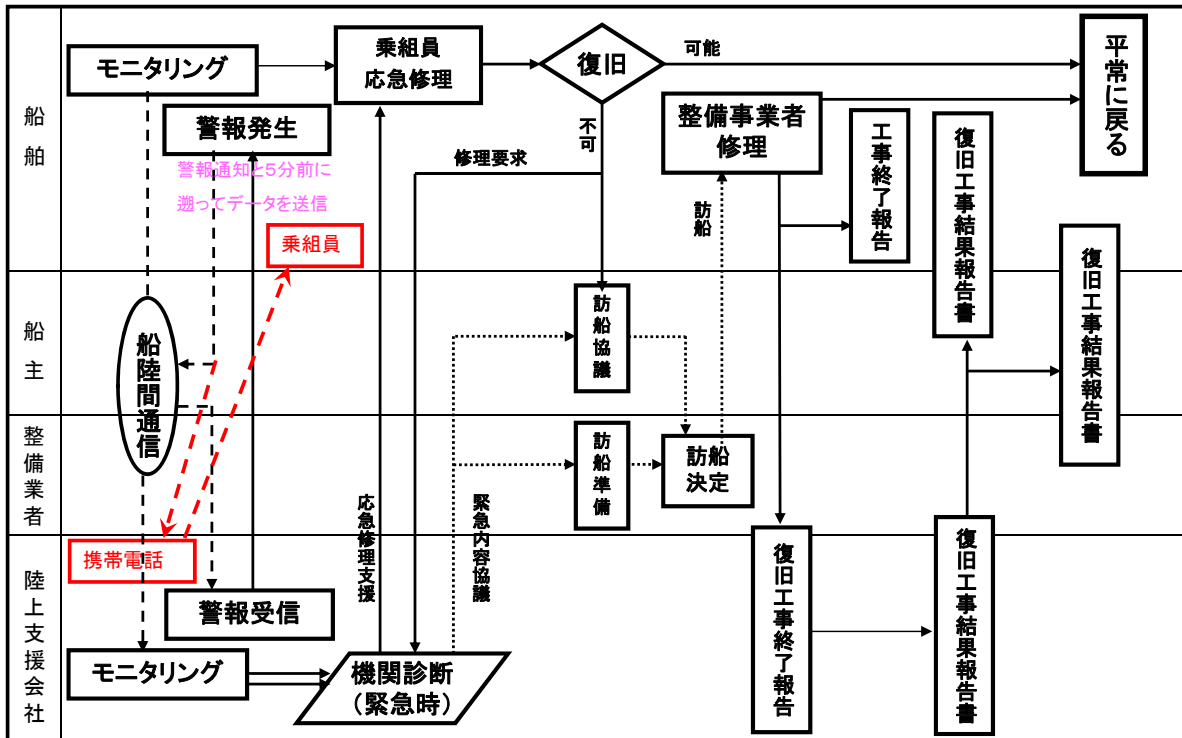 船舶
モニタリング
乗組員
応急修理
復旧
可能
不可
平常に戻る
警報発生
警報通知と5分前に
遡ってデータを送信
修理要求
整備事業者
修理
工事終了報告
復旧工事結果報告書
訪船
乗組員
船主
船陸間通信
訪船協議
復旧工事結果報告書
整備業者
訪船準備
訪船
決定
応急修理支援
緊急内容協議
陸上支援会社
携帯電話
警報受信
モニタリング
機関診断
（緊急時）
復旧工事終了報告
復旧工事結果報告書